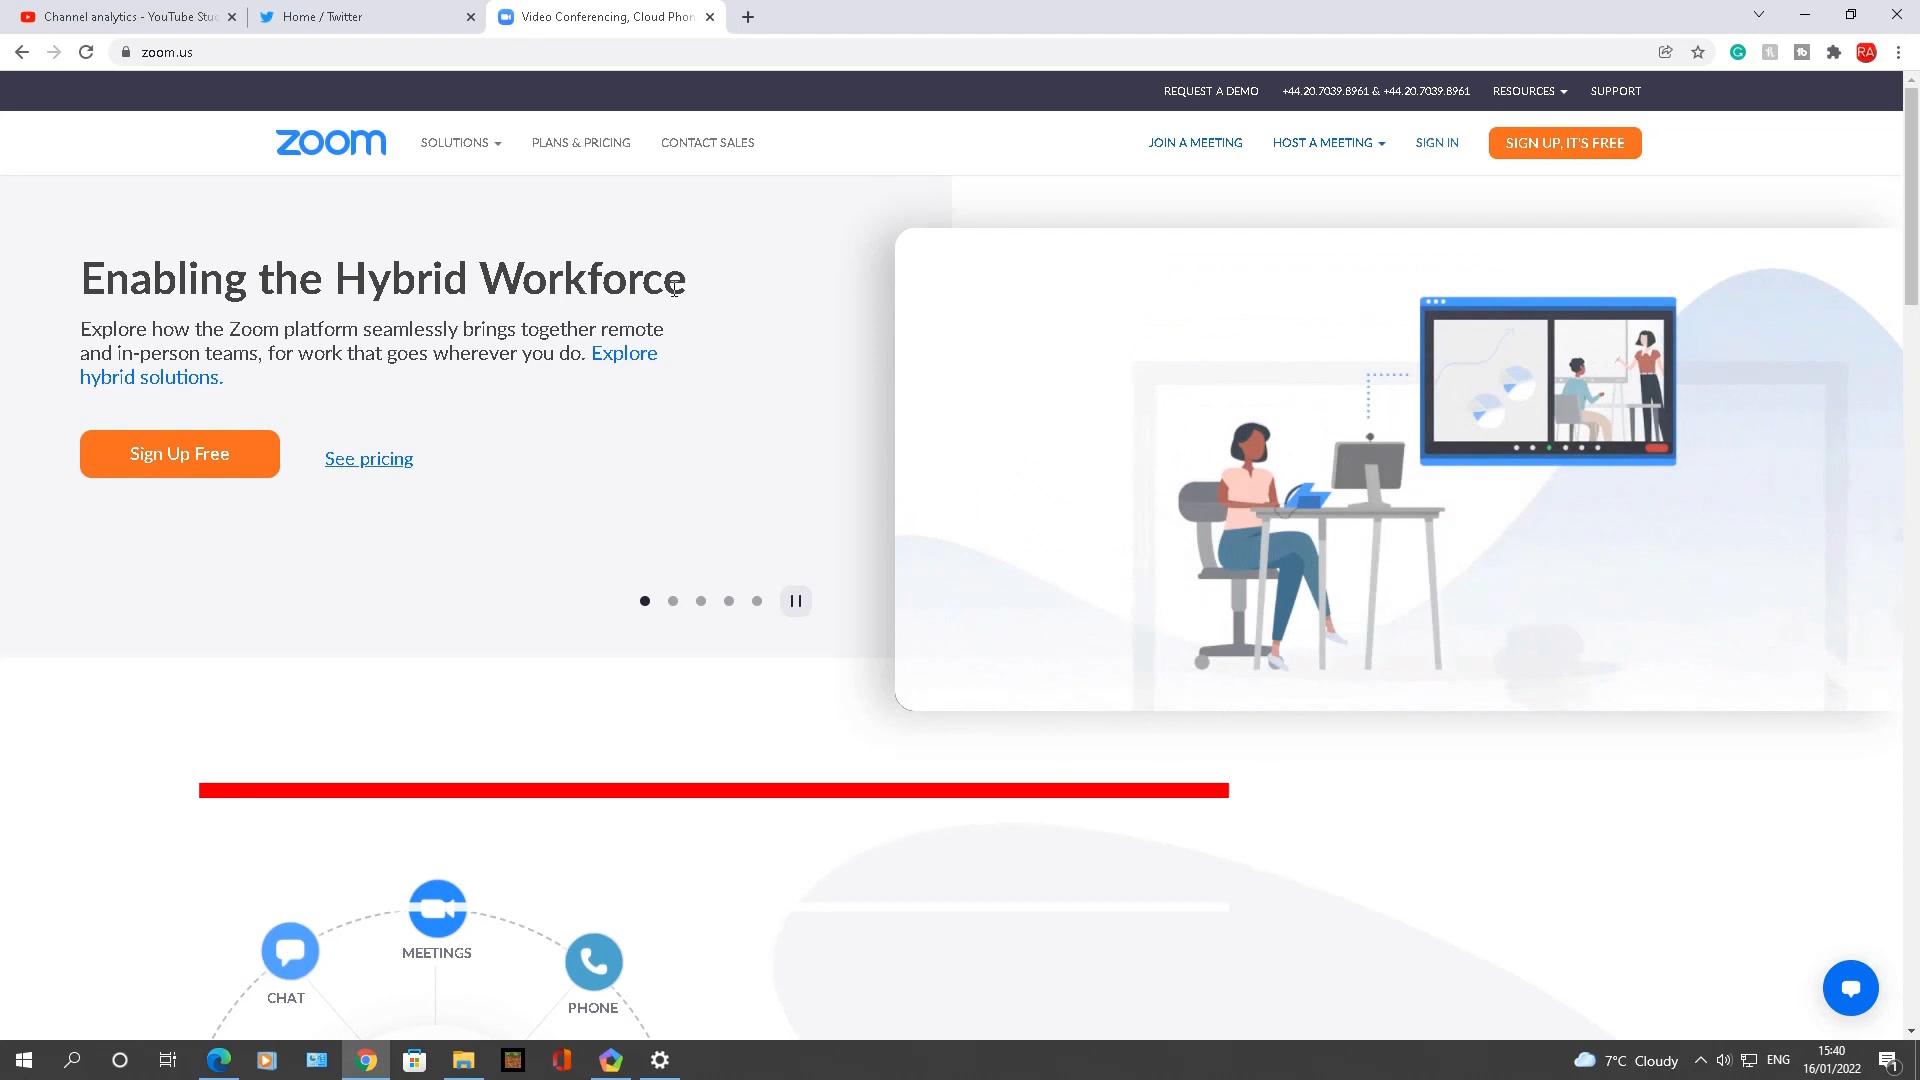 Channel analytics - YouTube Stu
Home / Twitter
Video Conferencing, Cloud Phon
zoom.us
RA
REQUEST A DEMO
+44.20.7039.8961 & +44.20.7039.8961
RESOURCES
SUPPORT
zoom
SOLUTIONS
PLANS & PRICING
CONTACT SALES
JOIN A MEETING
HOST A MEETING
SIGN IN
SIGN UP, IT'S FREE
Enabling the Hybrid Workforce
Explore how the Zoom platform seamlessly brings together remote
and in-person teams, for work that goes wherever you do. Explore
hybrid solutions.
Sign Up Free
See pricing
MEETINGS
CHAT
PHONE
7°C Cloudy
ENG
15:40
16/01/2022
1